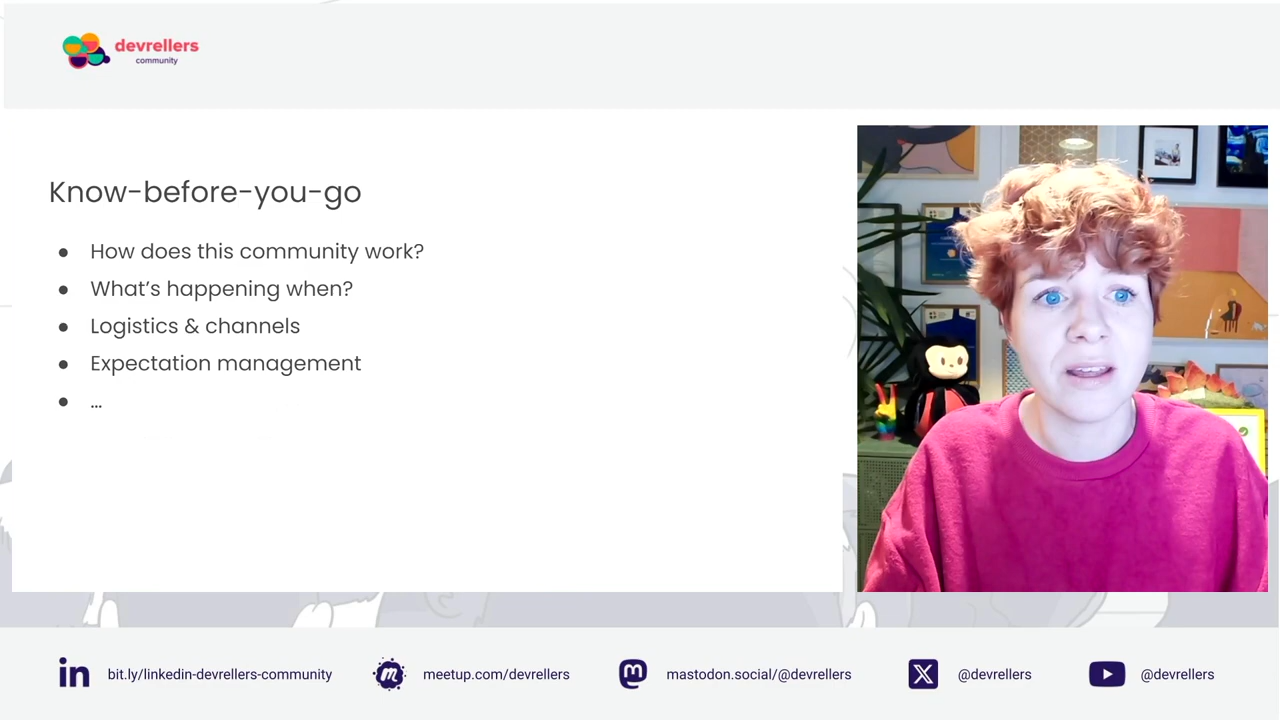 devrellers
community
Know-before-you-go
● How does this community work?
● What's happening when?
● Logistics & channels
● Expectation management
● ...
bit.ly/linkedin-devrellers-community
meetup.com/devrellers
mastodon.social/@devrellers
@devrellers
@devrellers